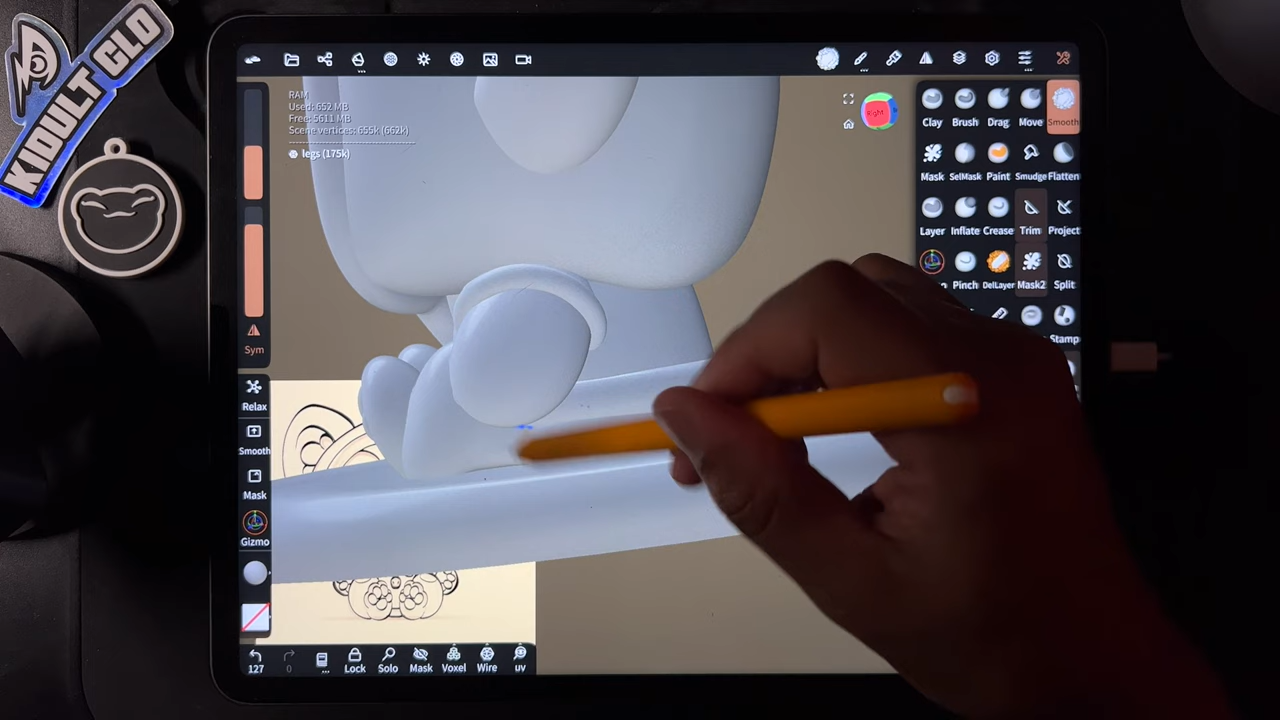 KIDULT CLO
RAM
Used: 652 MB
Free: 5611 MB
Scene vertices: 655k (662k)
legs (175k)
Right
Clay Brush Drag Move Smooth
Mask SelMask Paint Smudge Flatten
Layer Inflate Crease Trim Project
Pinch DelLayer Mask2 Split
Stamp
Sym
Relax
Smooth
Mask
Gizmo
127 0 Lock Solo Mask Voxel Wire uv